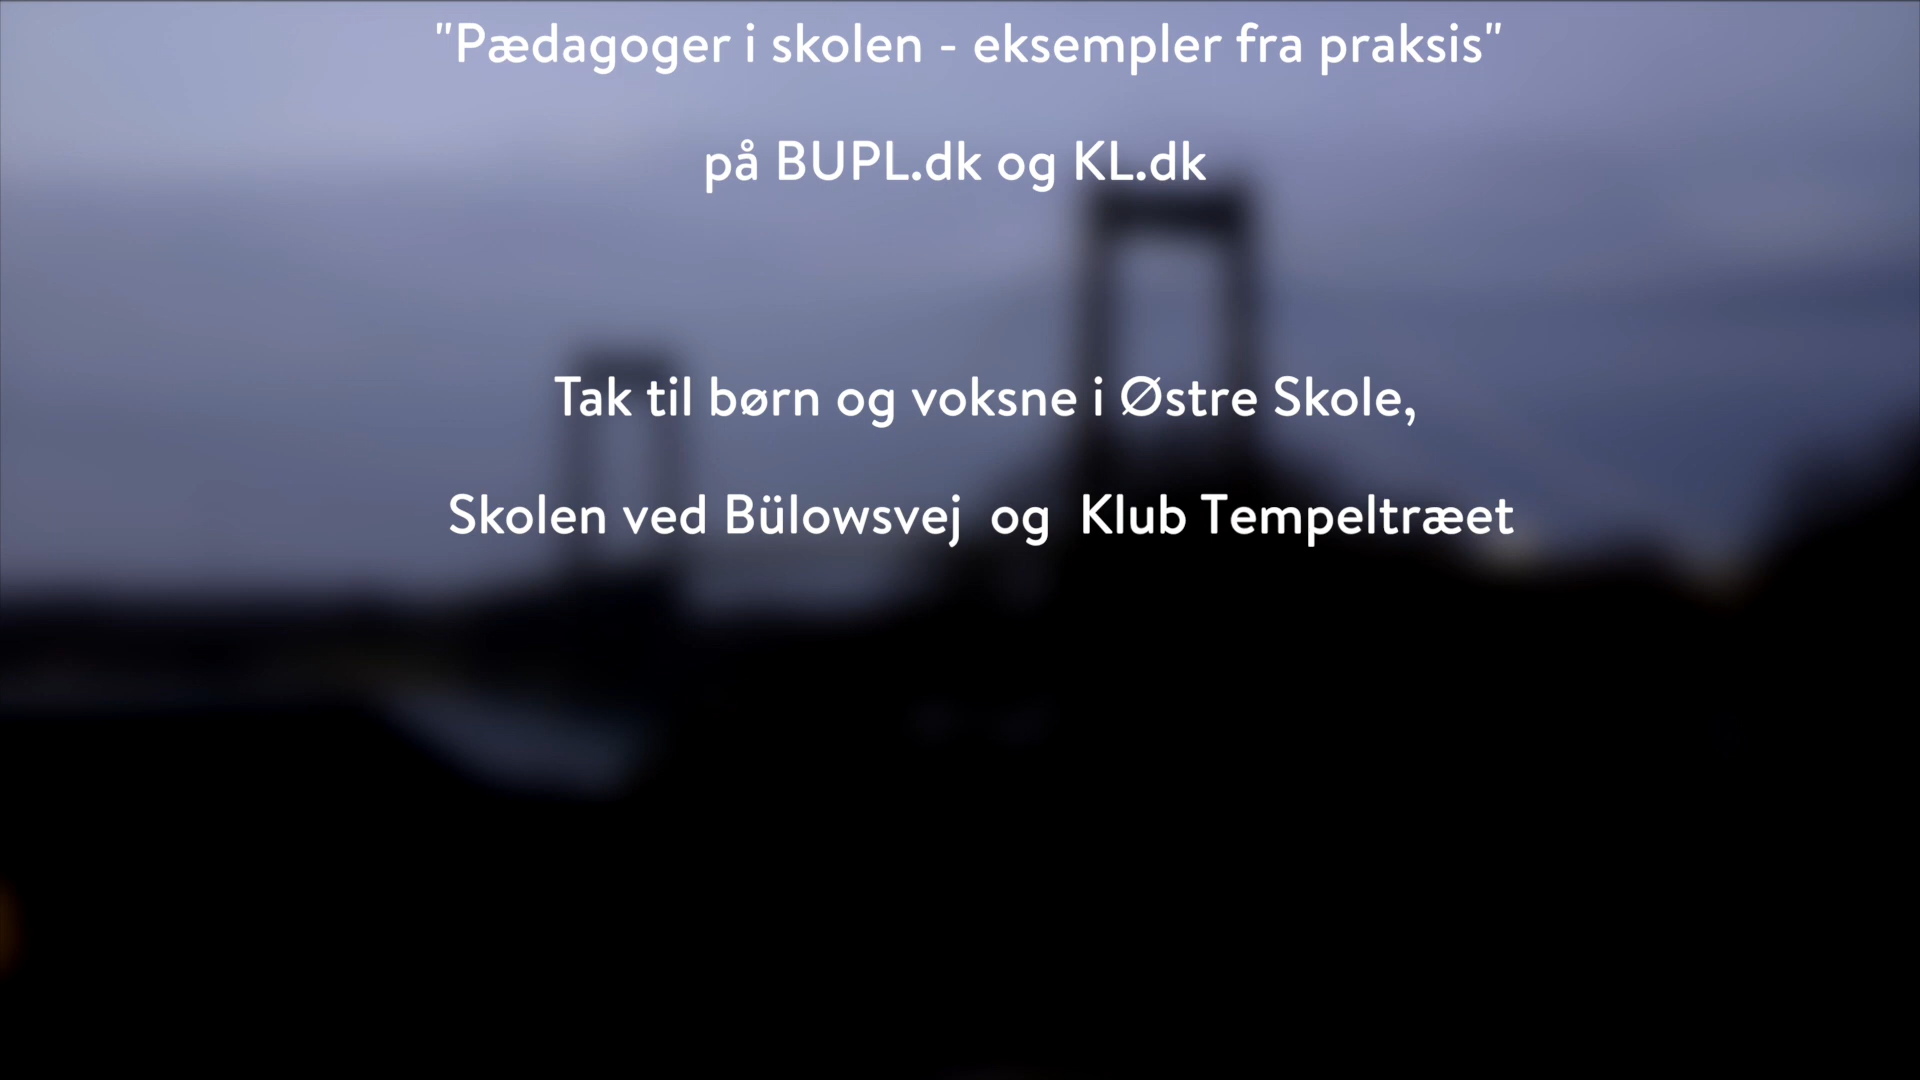 "Pædagoger i skolen - eksempler fra praksis"
på BUPL.dk og KL.dk
Tak til børn og voksne i Østre Skole,
Skolen ved Bülowsvej og Klub Tempeltræet